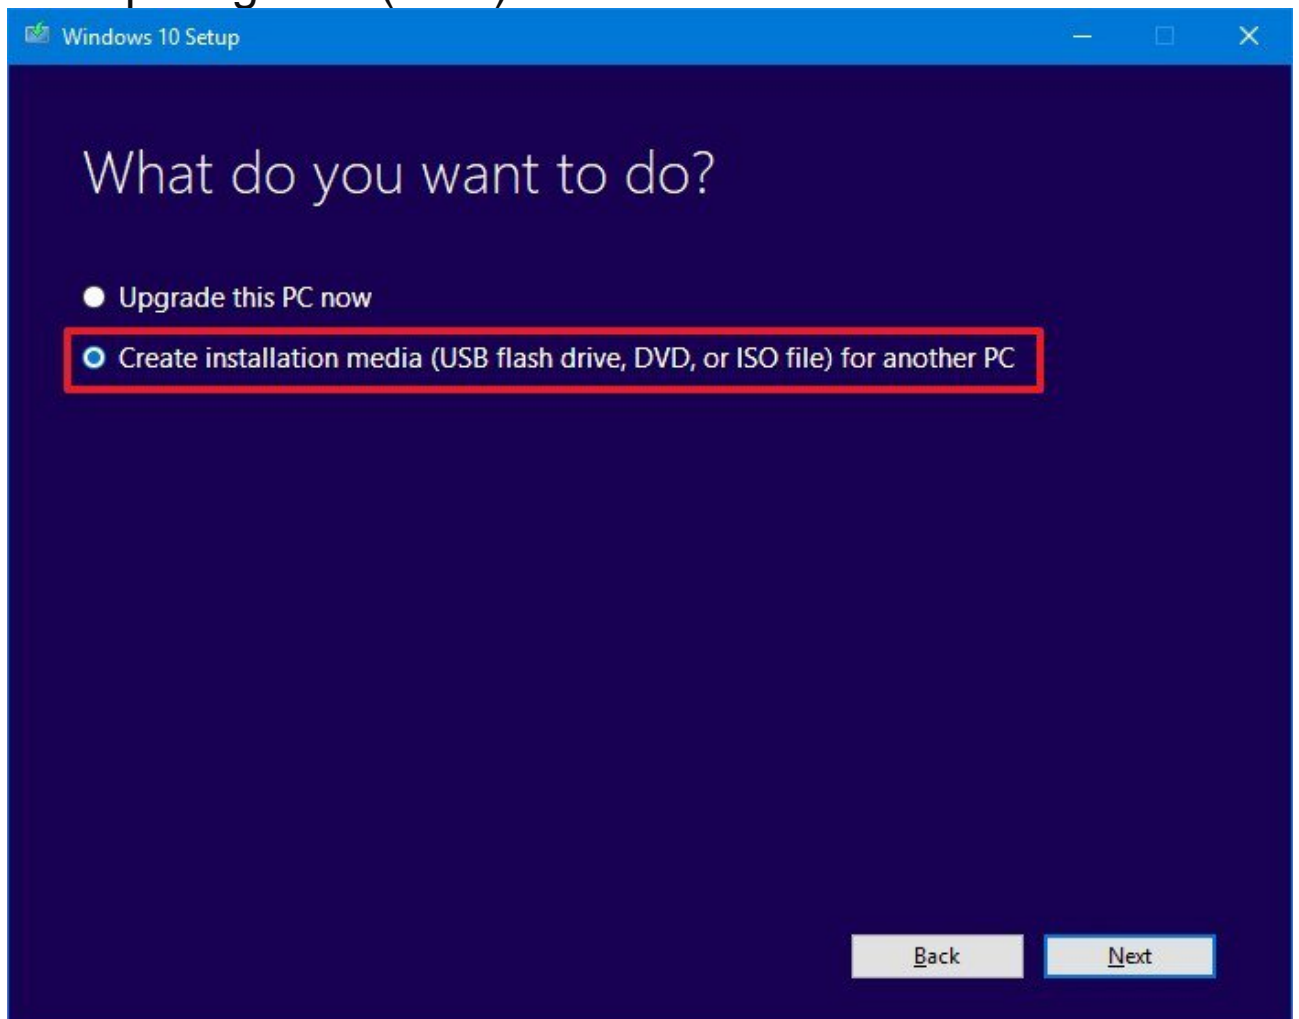 Windows 10 Setup
What do you want to do?
Upgrade this PC now
Create installation media (USB flash drive, DVD, or ISO file) for another PC
Back
Next